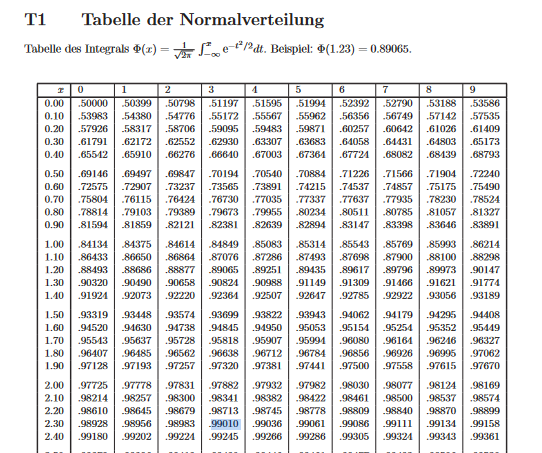 T1 Tabelle der Normalverteilung
Tabelle des Integrals Φ(x) = 1/√2π ∫_{−∞}^{x} e^{−t²/2}dt. Beispiel: Φ(1.23) = 0.89065.
x 0 1 2 3 4 5 6 7 8 9
0.00 .50000 .50399 .50798 .51197 .51595 .51994 .52392 .52790 .53188 .53586
0.10 .53983 .54380 .54776 .55172 .55567 .55962 .56356 .56749 .57142 .57535
0.20 .57926 .58317 .58706 .59095 .59483 .59871 .60257 .60642 .61026 .61409
0.30 .61791 .62172 .62552 .62930 .63307 .63683 .64058 .64431 .64803 .65173
0.40 .65542 .65910 .66276 .66640 .67003 .67364 .67724 .68082 .68439 .68793
0.50 .69146 .69497 .69847 .70194 .70540 .70884 .71226 .71566 .71904 .72240
0.60 .72575 .72907 .73237 .73565 .73891 .74215 .74537 .74857 .75175 .75490
0.70 .75804 .76115 .76424 .76730 .77035 .77337 .77637 .77935 .78230 .78524
0.80 .78814 .79103 .79389 .79673 .79955 .80234 .80511 .80785 .81057 .81327
0.90 .81594 .81859 .82121 .82381 .82639 .82894 .83147 .83398 .83646 .83891
1.00 .84134 .84375 .84614 .84849 .85083 .85314 .85543 .85769 .85993 .86214
1.10 .86433 .86650 .86864 .87076 .87286 .87493 .87698 .87900 .88100 .88298
1.20 .88493 .88686 .88877 .89065 .89251 .89435 .89617 .89796 .89973 .90147
1.30 .90320 .90490 .90658 .90824 .90988 .91149 .91309 .91466 .91621 .91774
1.40 .91924 .92073 .92220 .92364 .92507 .92647 .92785 .92922 .93056 .93189
1.50 .93319 .93448 .93574 .93699 .93822 .93943 .94062 .94179 .94295 .94408
1.60 .94520 .94630 .94738 .94845 .94950 .95053 .95154 .95254 .95352 .95449
1.70 .95543 .95637 .95728 .95818 .95907 .95994 .96080 .96164 .96246 .96327
1.80 .96407 .96485 .96562 .96638 .96712 .96784 .96856 .96926 .96995 .97062
1.90 .97128 .97193 .97257 .97320 .97381 .97441 .97500 .97558 .97615 .97670
2.00 .97725 .97778 .97831 .97882 .97932 .97982 .98030 .98077 .98124 .98169
2.10 .98214 .98257 .98300 .98341 .98382 .98422 .98461 .98500 .98537 .98574
2.20 .98610 .98645 .98679 .98713 .98745 .98778 .98809 .98840 .98870 .98899
2.30 .98928 .98956 .98983 .99010 .99036 .99061 .99086 .99111 .99134 .99158
2.40 .99180 .99202 .99224 .99245 .99266 .99286 .99305 .99324 .99343 .99361